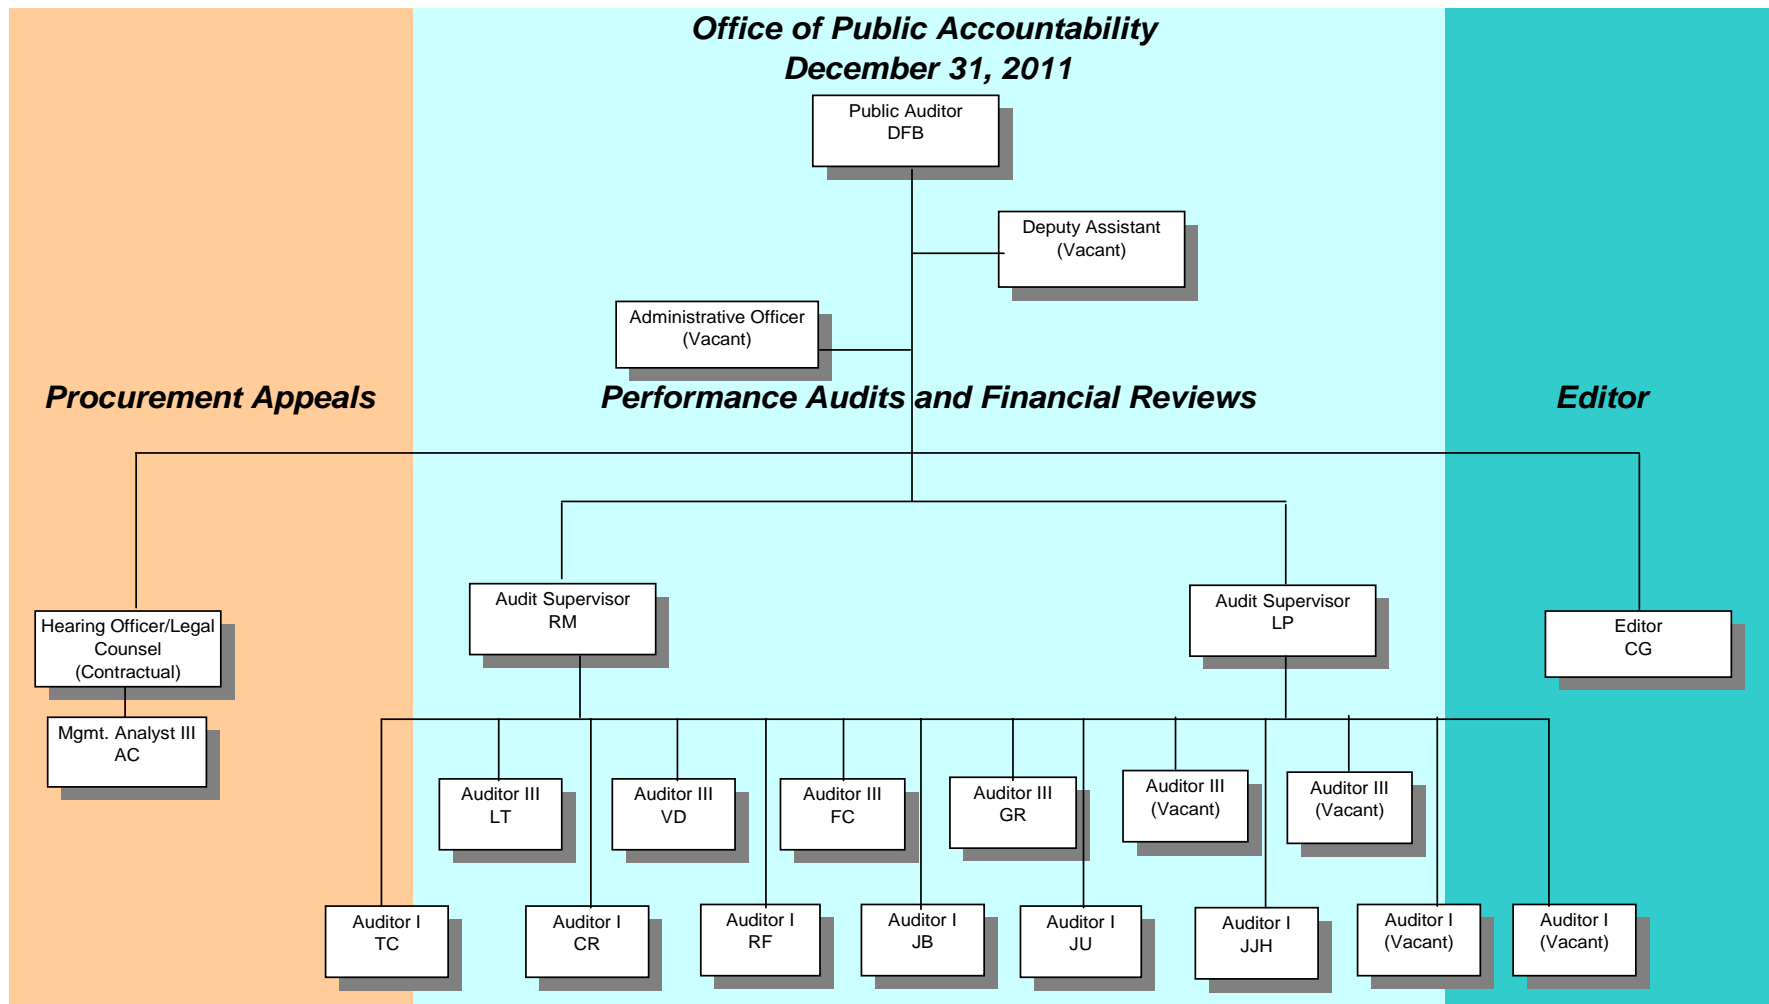 Office of Public Accountability
December 31, 2011
Public Auditor
DFB
Deputy Assistant
(Vacant)
Administrative Officer
(Vacant)
Procurement Appeals
Performance Audits and Financial Reviews
Editor
Hearing Officer/Legal
Counsel
(Contractual)
Mgmt. Analyst III
AC
Audit Supervisor
RM
Audit Supervisor
LP
Editor
CG
Auditor III
LT
Auditor III
VD
Auditor III
FC
Auditor III
GR
Auditor III
(Vacant)
Auditor III
(Vacant)
Auditor I
TC
Auditor I
CR
Auditor I
RF
Auditor I
JB
Auditor I
JU
Auditor I
JJH
Auditor I
(Vacant)
Auditor I
(Vacant)